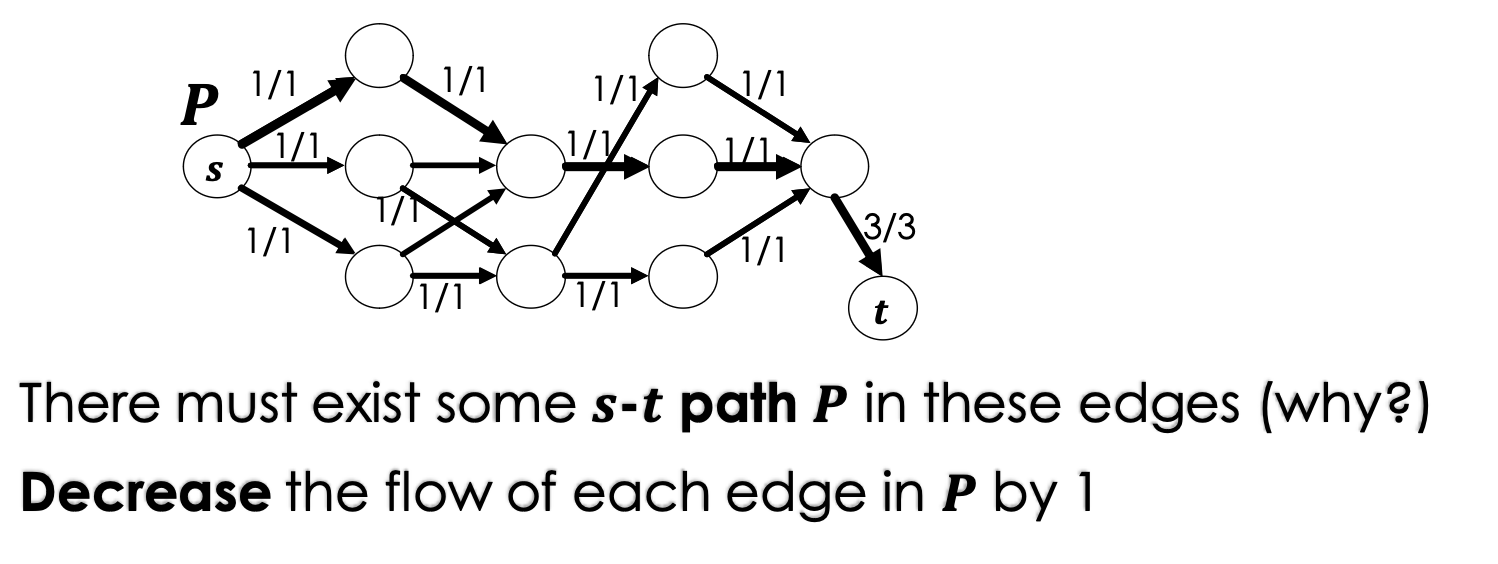 1/1 1/1 1/1 1/1
P
1/1 1/1 1/1
s
1/1
1/1 1/1 3/3
1/1 1/1
t
There must exist some s-t path P in these edges (why?)
Decrease the flow of each edge in P by 1